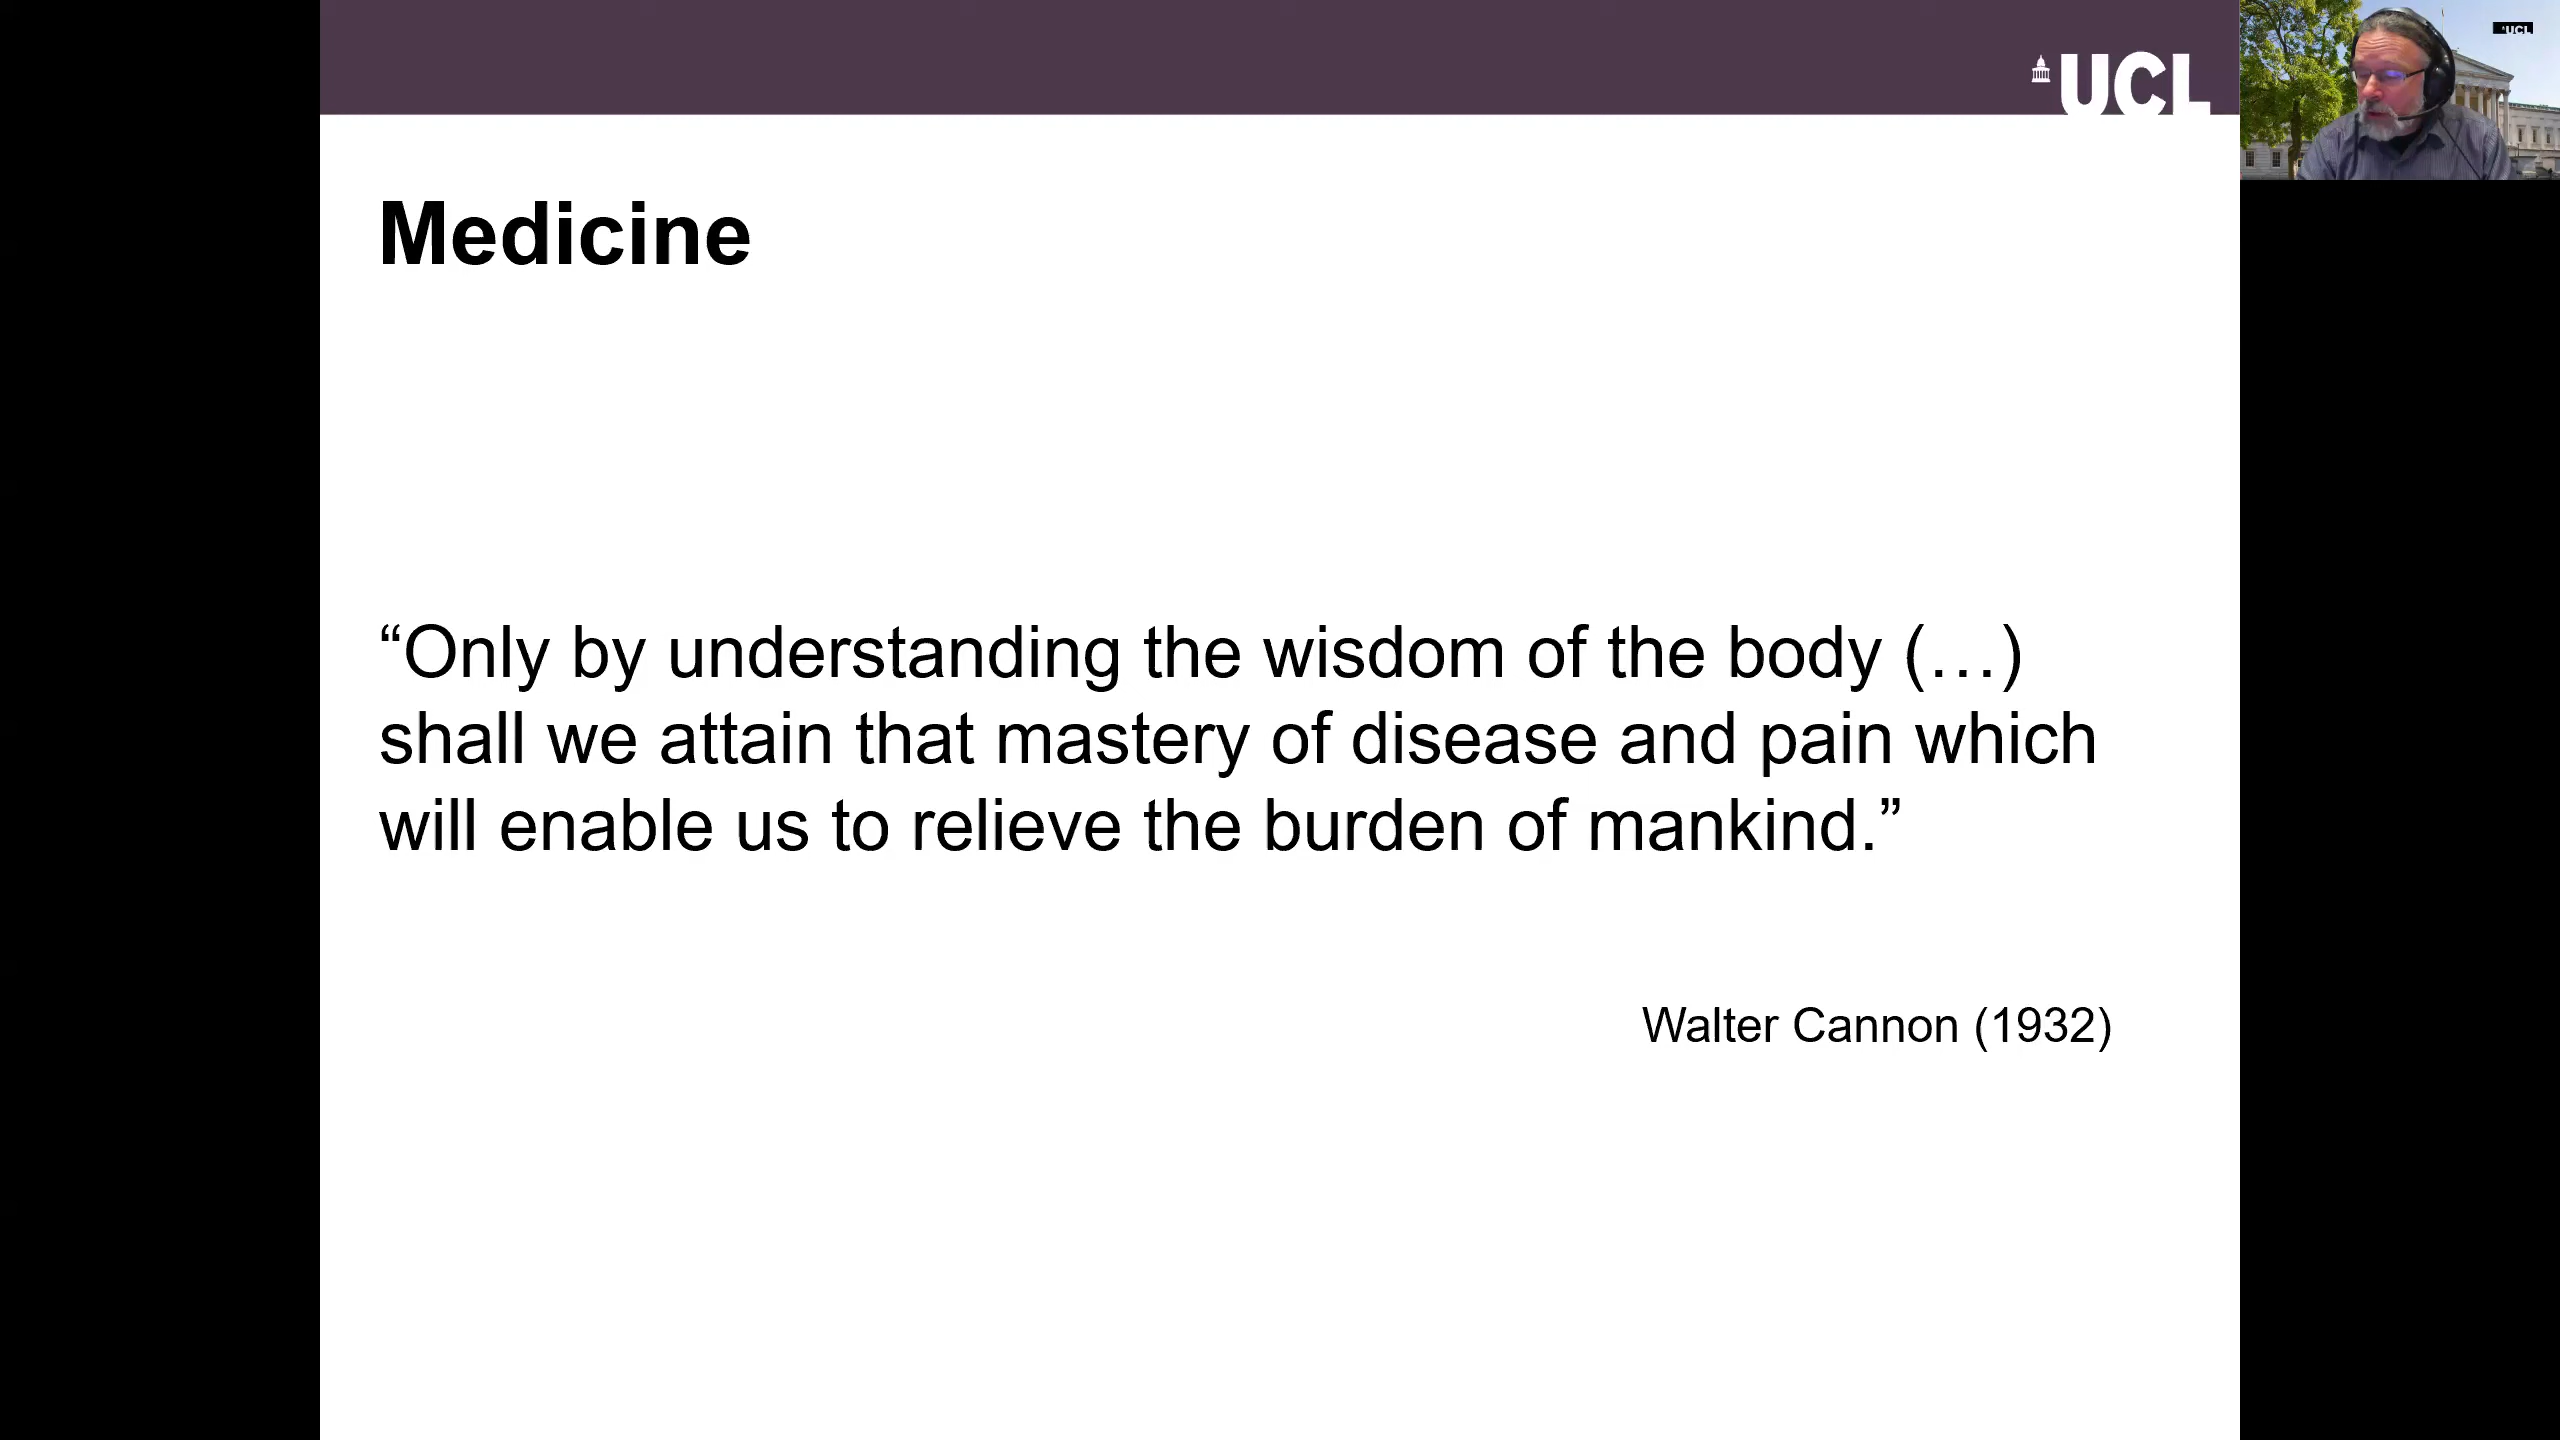 UCL
UCL
Medicine
“Only by understanding the wisdom of the body (…)
shall we attain that mastery of disease and pain which
will enable us to relieve the burden of mankind.”
Walter Cannon (1932)